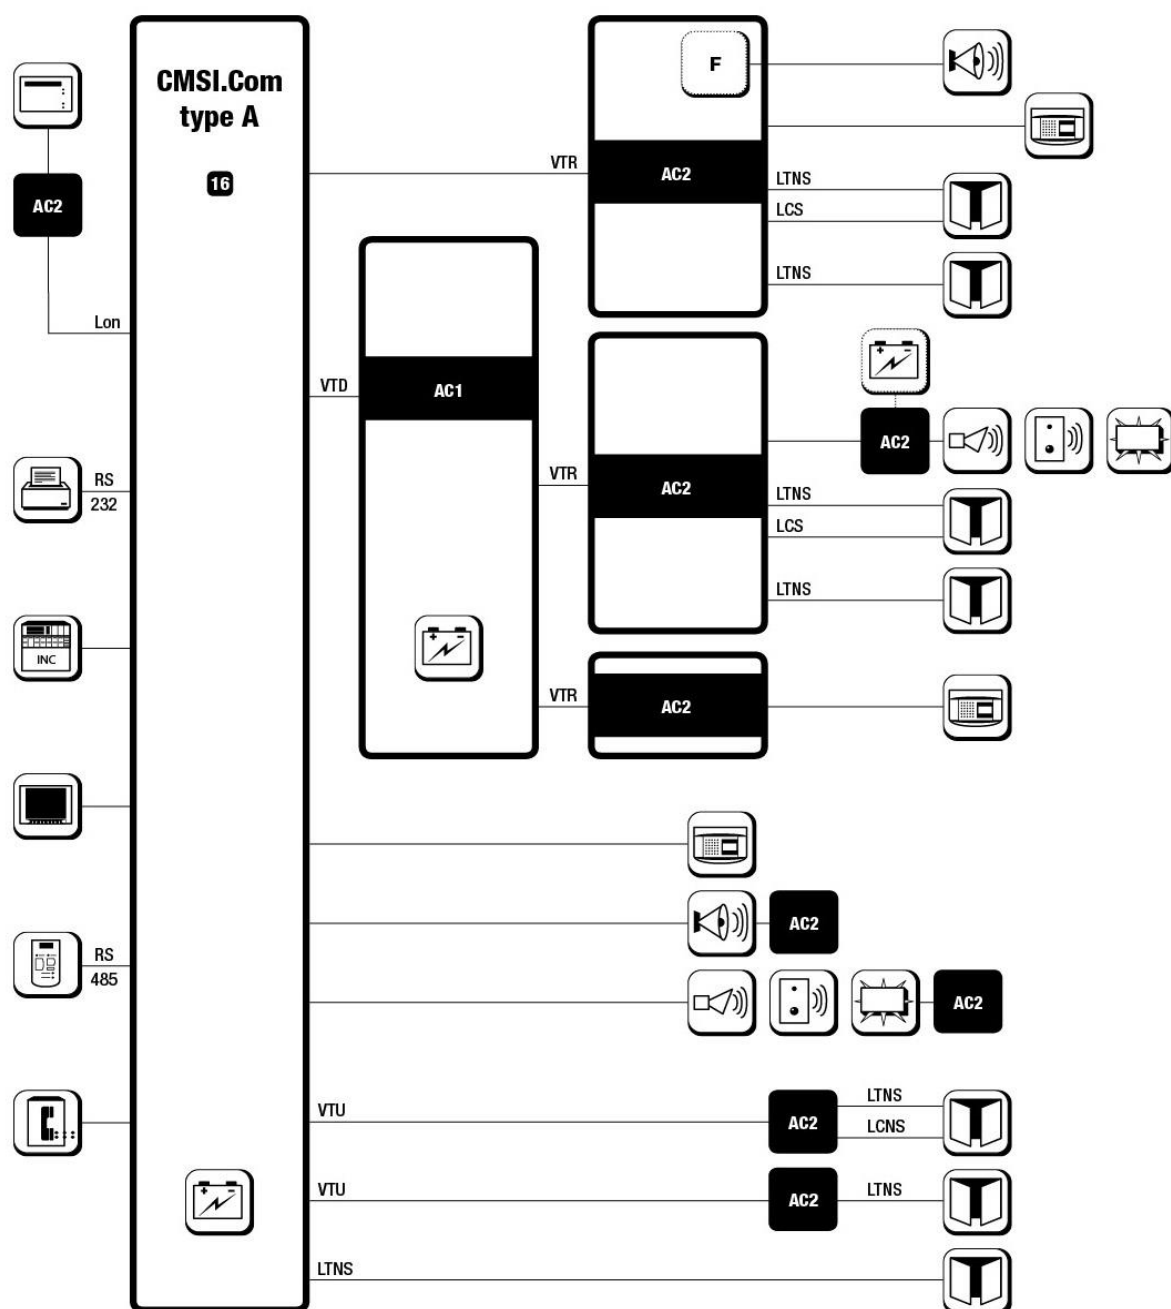 CMSI.Com
type A
16
AC2
Lon
RS
232
INC
RS
485
VTR
F
AC2
LTNS
LCS
LTNS
VTD
AC1
VTR
AC2
AC2
LTNS
LCS
LTNS
VTR
AC2
AC2
AC2
VTU
AC2
LTNS
LCNS
VTU
AC2
LTNS
LTNS